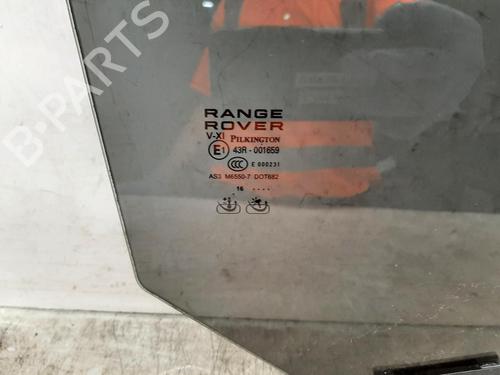 B-PARTS
RANGE
ROVER
V-XI PILKINGTON
E1 43R-001659
CCC E 000231
AS3 M6550-7 DOT682
16 ....